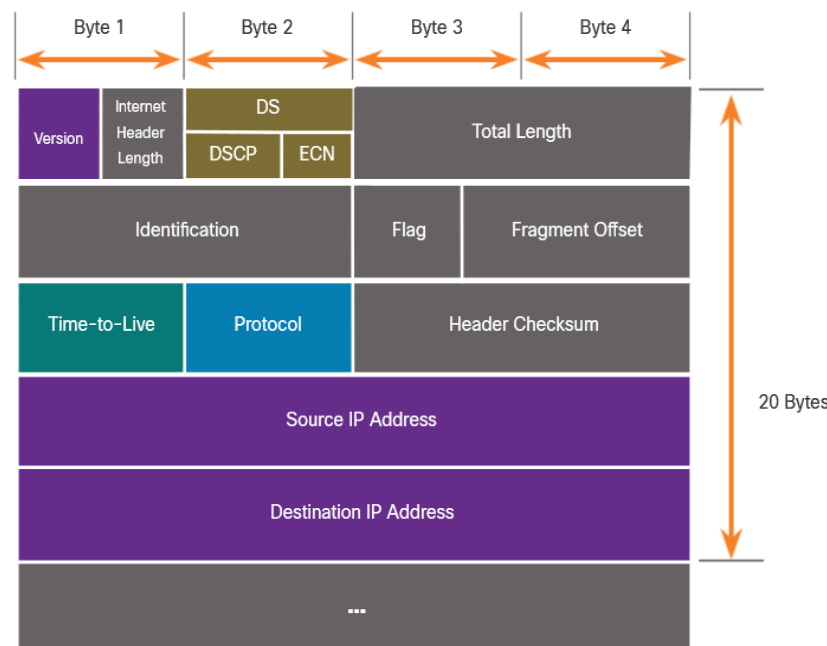 Byte 1 Byte 2 Byte 3 Byte 4
Version
Internet
Header
Length
DS
DSCP ECN
Total Length
Identification Flag Fragment Offset
Time-to-Live Protocol Header Checksum
Source IP Address
20 Bytes
Destination IP Address
...